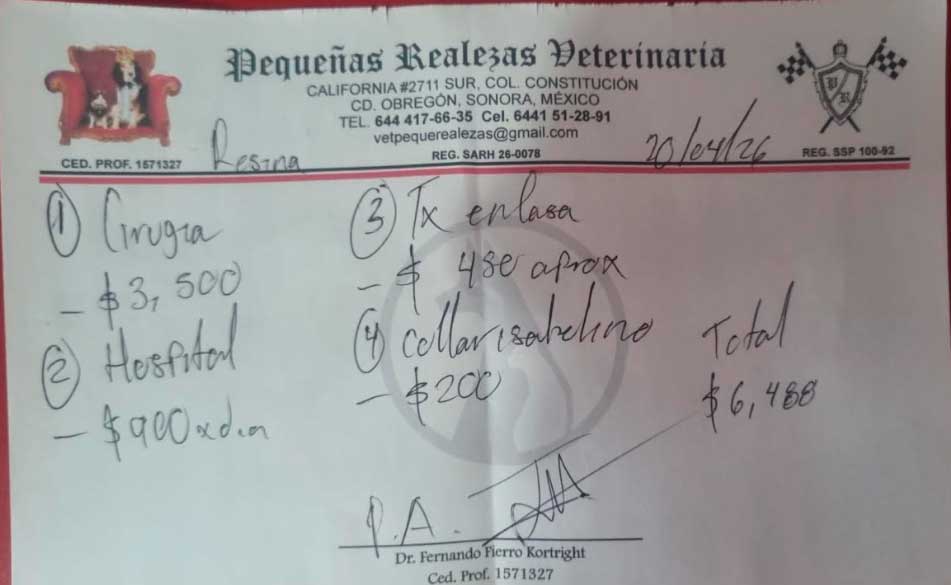 Pequeñas Realezas Veterinaria
CALIFORNIA #2711 SUR, COL. CONSTITUCIÓN
CD. OBREGÓN, SONORA, MÉXICO
TEL. 644 417-66-35 Cel. 6441 51-28-91
vetpequerealezas@gmail.com
CED. PROF. 1571327
REG. SARH 26-0078
REG. SSP 100-92
PR
20/04/26
① Cirugia
- $3,500
② Hospital
- $900 x dia
③ Tx en casa
- $ 480 aprox
④ Collar isabelino
- $200
Total
$6,480
P.A.
Dr. Fernando Fierro Kortright
Ced. Prof. 1571327